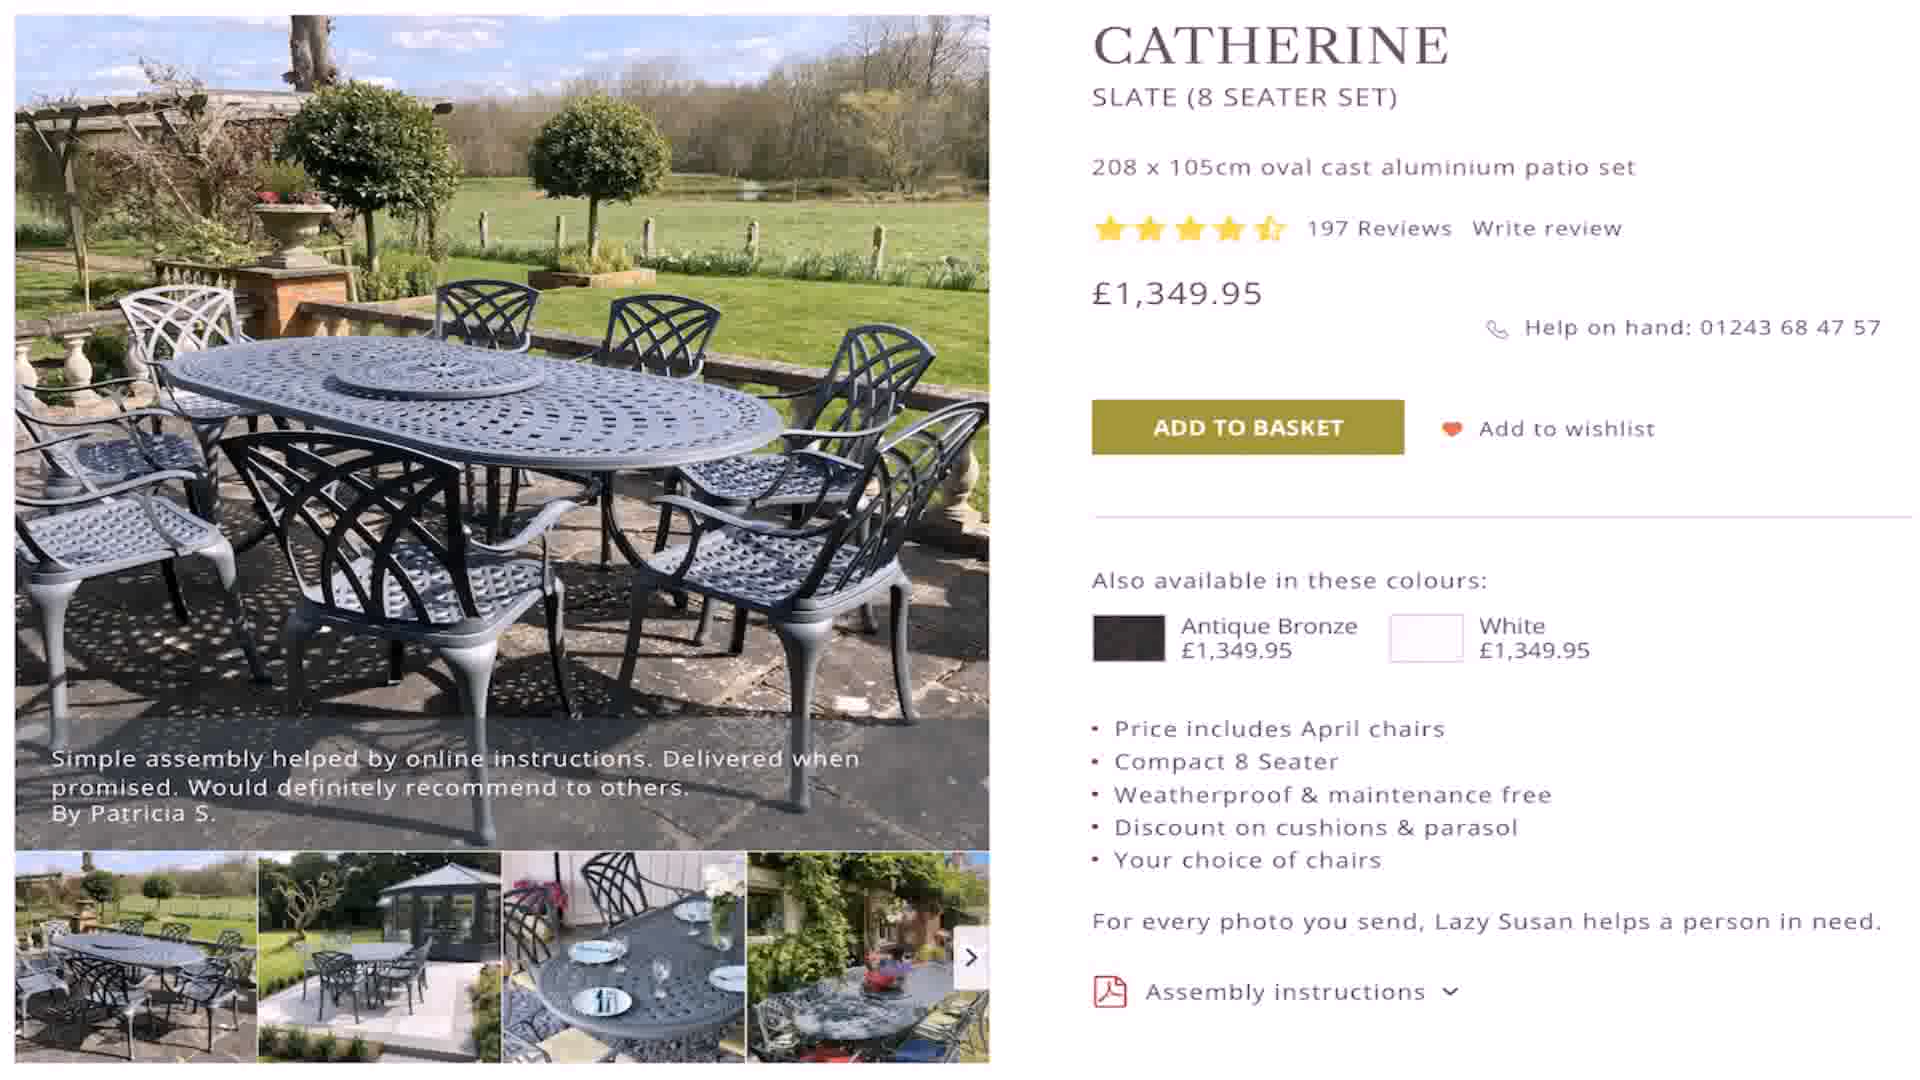 CATHERINE
SLATE (8 SEATER SET)
208 x 105cm oval cast aluminium patio set
197 Reviews Write review
£1,349.95
Help on hand: 01243 68 47 57
ADD TO BASKET
Add to wishlist
Also available in these colours:
Antique Bronze
£1,349.95
White
£1,349.95
• Price includes April chairs
• Compact 8 Seater
• Weatherproof & maintenance free
• Discount on cushions & parasol
• Your choice of chairs
For every photo you send, Lazy Susan helps a person in need.
Assembly instructions
Simple assembly helped by online instructions. Delivered when
promised. Would definitely recommend to others.
By Patricia S.